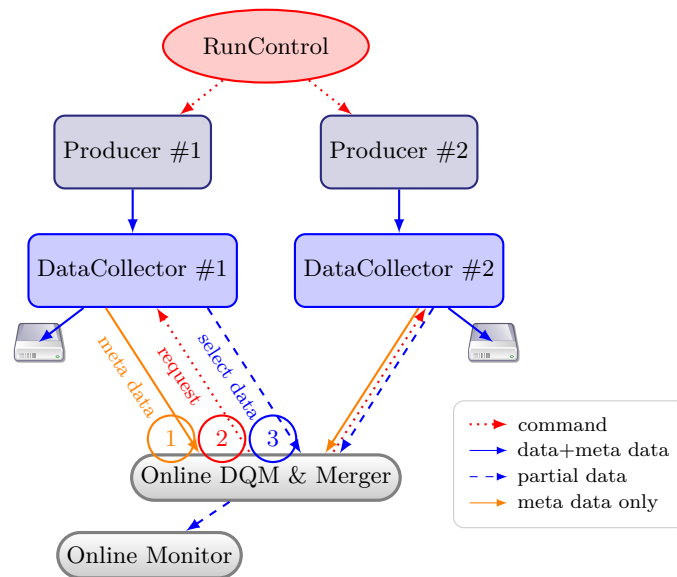 RunControl
Producer #1
Producer #2
DataCollector #1
DataCollector #2
meta data
request
select data
1
2
3
Online DQM & Merger
Online Monitor
command
data+meta data
partial data
meta data only